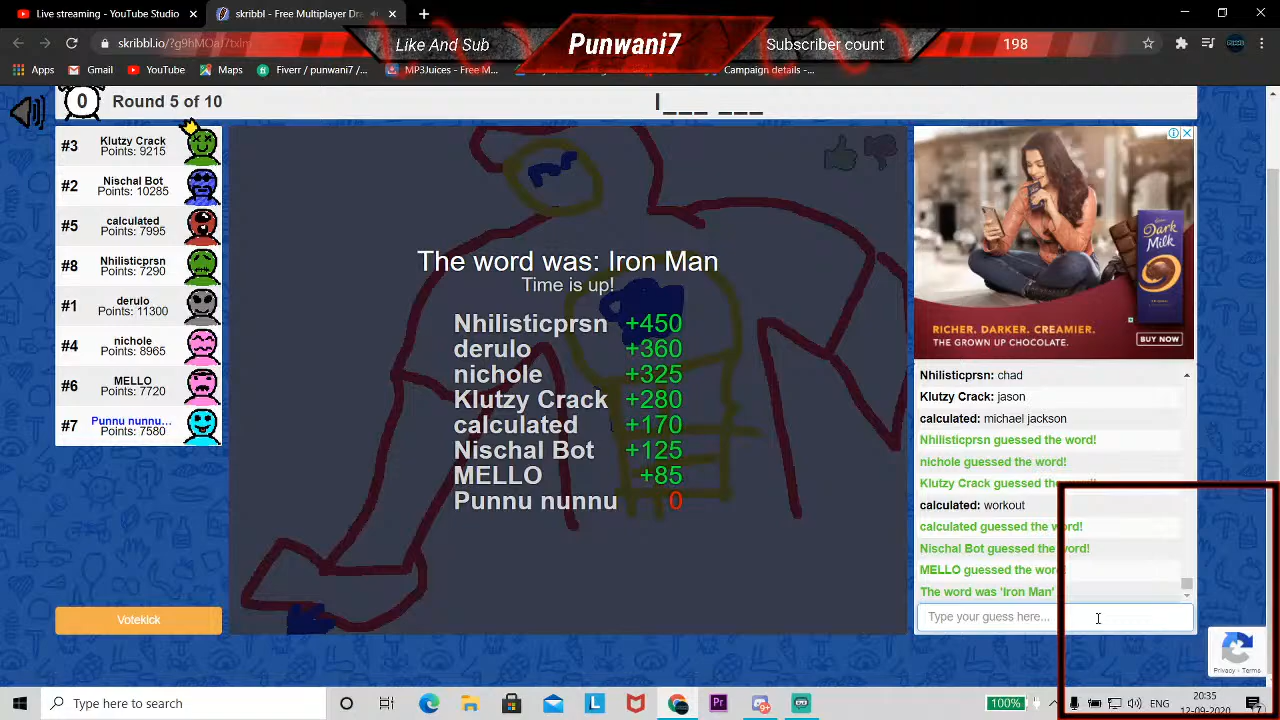 Live streaming - YouTube Studio
skribbl - Free Multiplayer Dra
Like And Sub
Punwani7
Subscriber count
198
skribbl.io/?g9hMOaJ7txlm
Apps
Gmail
YouTube
Maps
Fiverr / punwani7 /...
MP3Juices - Free M...
Campaign details -...
0
Round 5 of 10
I___ ___
#3
Klutzy Crack
Points: 9215
#2
Nischal Bot
Points: 10285
#5
calculated
Points: 7995
#8
Nhilisticprsn
Points: 7290
#1
derulo
Points: 11300
#4
nichole
Points: 8965
#6
MELLO
Points: 7720
#7
Punnu nunnu...
Points: 7580
Votekick
The word was: Iron Man
Time is up!
Nhilisticprsn +450
derulo +360
nichole +325
Klutzy Crack +280
calculated +170
Nischal Bot +125
MELLO +85
Punnu nunnu 0
Dark Milk
RICHER. DARKER. CREAMIER.
THE GROWN UP CHOCOLATE.
BUY NOW
Nhilisticprsn: chad
Klutzy Crack: jason
calculated: michael jackson
Nhilisticprsn guessed the word!
nichole guessed the word!
Klutzy Crack guessed the word!
calculated: workout
calculated guessed the word!
Nischal Bot guessed the word!
MELLO guessed the word!
The word was 'Iron Man'
Type your guess here...
Privacy - Terms
Type here to search
100%
ENG
20:35
12-09-2020